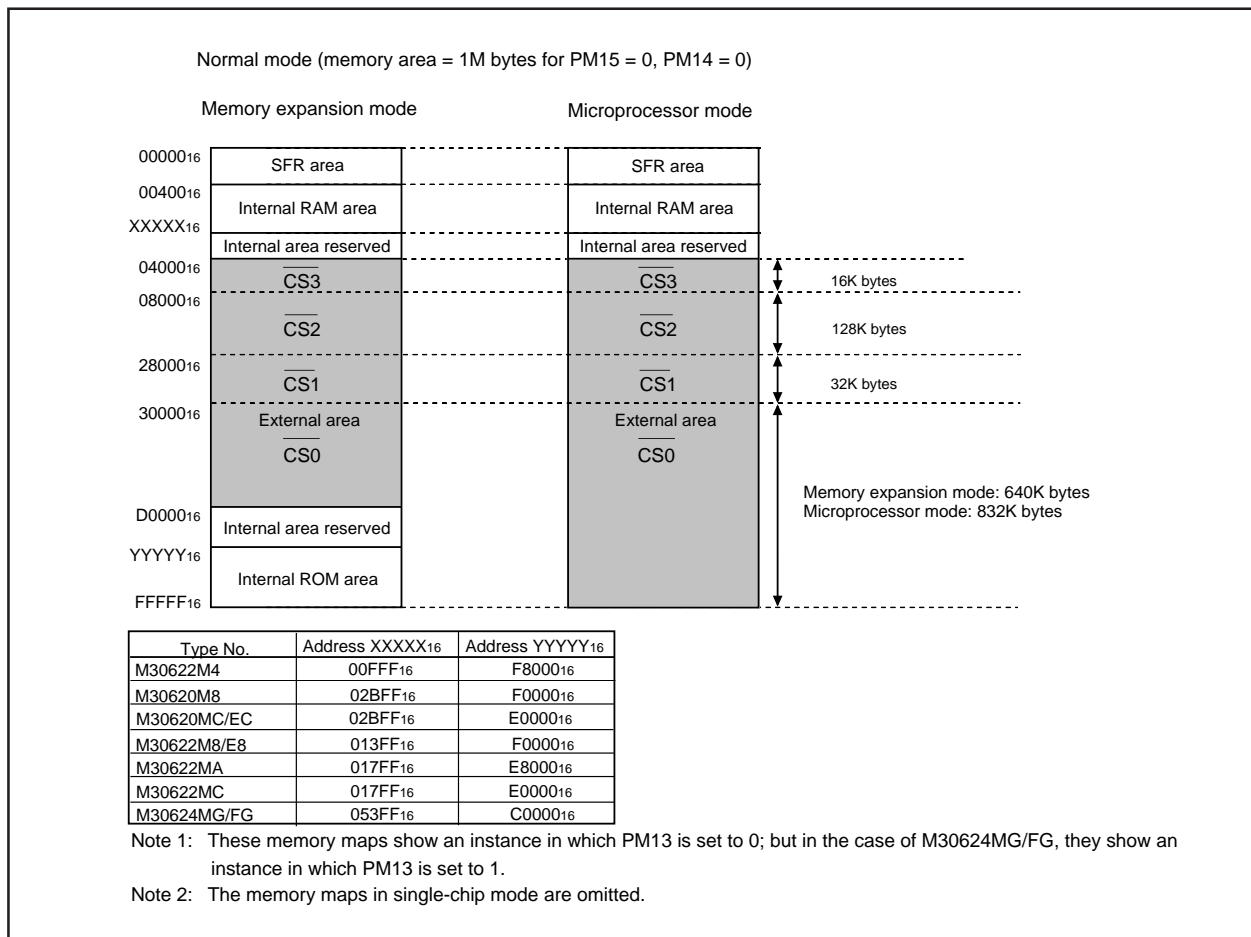 Normal mode (memory area = 1M bytes for PM15 = 0, PM14 = 0)
Memory expansion mode
Microprocessor mode
0000016
SFR area
SFR area
0040016
Internal RAM area
Internal RAM area
XXXXX16
Internal area reserved
Internal area reserved
0400016
CS3
CS3
16K bytes
0800016
CS2
CS2
128K bytes
2800016
CS1
CS1
32K bytes
3000016
External area
External area
CS0
CS0
Memory expansion mode: 640K bytes
Microprocessor mode: 832K bytes
D000016
Internal area reserved
YYYYY16
Internal ROM area
FFFFF16
Type No. Address XXXXX16 Address YYYYY16
M30622M4 00FFF16 F800016
M30620M8 02BFF16 F000016
M30620MC/EC 02BFF16 E000016
M30622M8/E8 013FF16 F000016
M30622MA 017FF16 E800016
M30622MC 017FF16 E000016
M30624MG/FG 053FF16 C000016
Note 1: These memory maps show an instance in which PM13 is set to 0; but in the case of M30624MG/FG, they show an
instance in which PM13 is set to 1.
Note 2: The memory maps in single-chip mode are omitted.